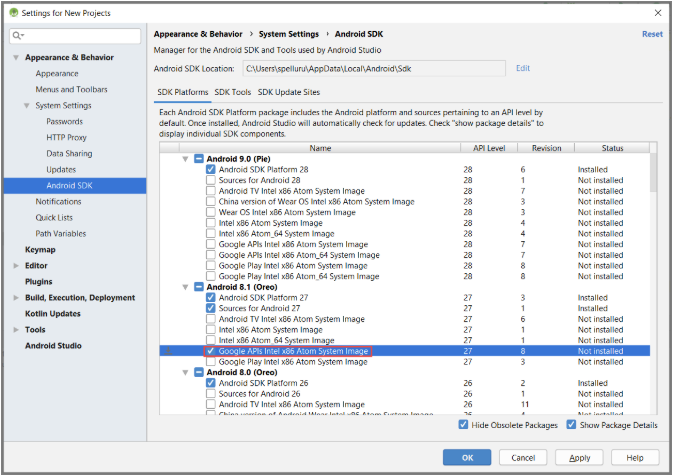 Settings for New Projects
Appearance & Behavior
Appearance
Menus and Toolbars
System Settings
Passwords
HTTP Proxy
Data Sharing
Updates
Android SDK
Notifications
Quick Lists
Path Variables
Keymap
Editor
Plugins
Build, Execution, Deployment
Kotlin Updates
Tools
Android Studio
Appearance & Behavior › System Settings › Android SDK Reset
Manager for the Android SDK and Tools used by Android Studio
Android SDK Location: C:\Users\spelluru\AppData\Local\Android\Sdk Edit
SDK Platforms SDK Tools SDK Update Sites
Each Android SDK Platform package includes the Android platform and sources pertaining to an API level by
default. Once installed, Android Studio will automatically check for updates. Check "show package details" to
display individual SDK components.
Name API Level Revision Status
Android 9.0 (Pie)
Android SDK Platform 28 28 6 Installed
Sources for Android 28 28 1 Not installed
Android TV Intel x86 Atom System Image 28 7 Not installed
China version of Wear OS Intel x86 Atom System Image 28 3 Not installed
Wear OS Intel x86 Atom System Image 28 3 Not installed
Intel x86 Atom System Image 28 4 Not installed
Intel x86 Atom_64 System Image 28 4 Not installed
Google APIs Intel x86 Atom System Image 28 7 Not installed
Google APIs Intel x86 Atom_64 System Image 28 7 Not installed
Google Play Intel x86 Atom System Image 28 8 Not installed
Google Play Intel x86 Atom_64 System Image 28 8 Not installed
Android 8.1 (Oreo)
Android SDK Platform 27 27 3 Installed
Sources for Android 27 27 1 Installed
Android TV Intel x86 Atom System Image 27 6 Not installed
Intel x86 Atom System Image 27 1 Not installed
Intel x86 Atom_64 System Image 27 1 Not installed
Google APIs Intel x86 Atom System Image 27 8 Not installed
Google Play Intel x86 Atom System Image 27 3 Not installed
Android 8.0 (Oreo)
Android SDK Platform 26 26 2 Installed
Sources for Android 26 26 1 Not installed
Android TV Intel x86 Atom System Image 26 11 Not installed
China version of Android Wear Intel x86 Atom System Image 26 4 Not installed
Hide Obsolete Packages Show Package Details
OK Cancel Apply Help